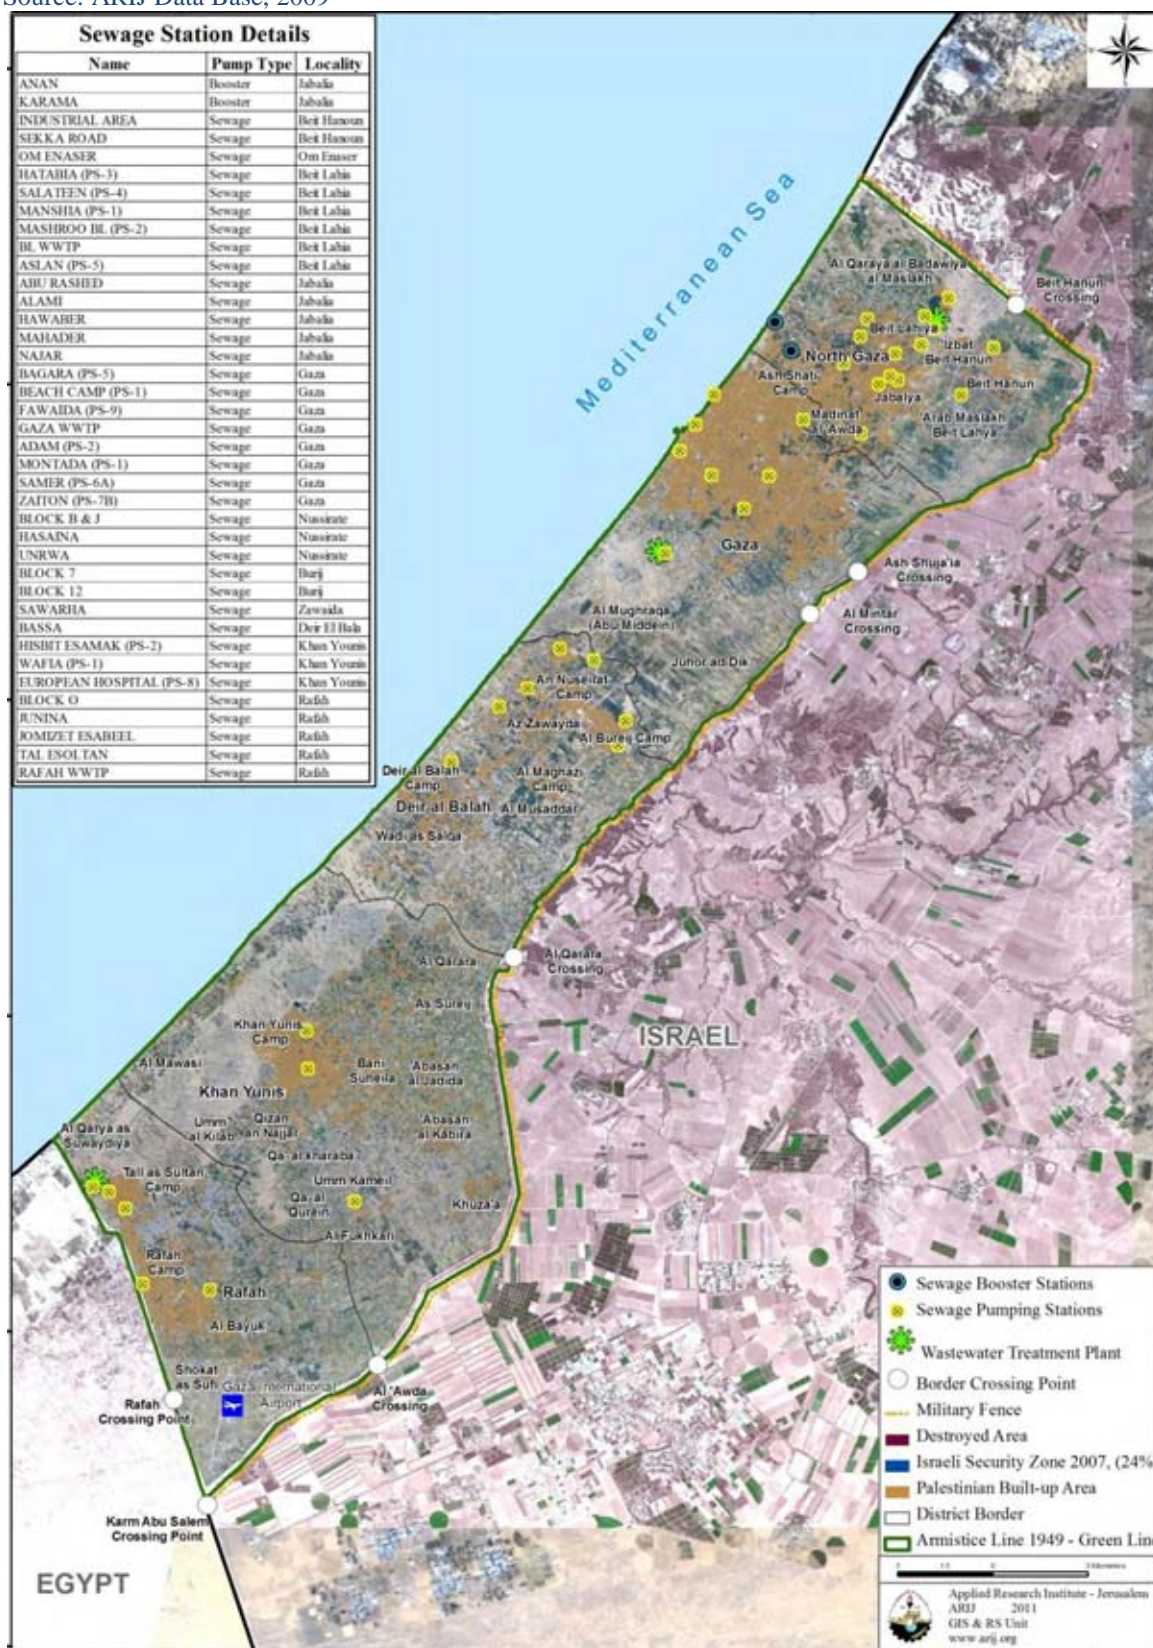 Source: ARIJ Data Base, 2009
Sewage Station Details
Name Pump Type Locality
ANAN Booster Jabalia
KARAMA Booster Jabalia
INDUSTRIAL AREA Sewage Beit Hanoun
SEKKA ROAD Sewage Beit Hanoun
OM ENASER Sewage Om Enaser
HATABIA (PS-3) Sewage Beit Lahia
SALATEEN (PS-4) Sewage Beit Lahia
MANSHIA (PS-1) Sewage Beit Lahia
MASHROO BL (PS-2) Sewage Beit Lahia
BL WWTP Sewage Beit Lahia
ASLAN (PS-5) Sewage Beit Lahia
ABU RASHED Sewage Jabalia
ALAMI Sewage Jabalia
HAWABER Sewage Jabalia
MAHADER Sewage Jabalia
NAJAR Sewage Jabalia
BAGARA (PS-5) Sewage Gaza
BEACH CAMP (PS-1) Sewage Gaza
FAWAIDA (PS-9) Sewage Gaza
GAZA WWTP Sewage Gaza
ADAM (PS-2) Sewage Gaza
MONTADA (PS-1) Sewage Gaza
SAMER (PS-6A) Sewage Gaza
ZAITON (PS-7B) Sewage Gaza
BLOCK B & J Sewage Nussirate
HASAINA Sewage Nussirate
UNRWA Sewage Nussirate
BLOCK 7 Sewage Burij
BLOCK 12 Sewage Burij
SAWARHA Sewage Zawaida
BASSA Sewage Deir El Bala
HISBIT ESAMAK (PS-2) Sewage Khan Younis
WAFIA (PS-1) Sewage Khan Younis
EUROPEAN HOSPITAL (PS-8) Sewage Khan Younis
BLOCK O Sewage Rafah
JUNINA Sewage Rafah
JOMIZET ESABEEL Sewage Rafah
TAL ESOLTAN Sewage Rafah
RAFAH WWTP Sewage Rafah
Mediterranean Sea
Al Qaraya al Badawiya
al Maslakh
Beit Hanun
Crossing
Beit Lahiya
'Izbat
Beit Hanun
North Gaza
Ash Shati
Camp
Jabalya
Beit Hanun
Madinat
al 'Awda
'Arab Maslakh
Beit Lahya
Gaza
Ash Shuja'ia
Crossing
Al Mintar
Crossing
Al Mughraqa
(Abu Middein)
Juhor ad Dik
An Nuseirat
Camp
Az Zawayda
Al Bureij Camp
Deir al Balah
Camp
Al Maghazi
Camp
Deir al Balah
Al Musaddar
Wadi as Salqa
Al Qarara
Al Qarara
Crossing
As Sureij
ISRAEL
Khan Yunis
Camp
Al Mawasi
Bani
Suheila
'Abasan
al Jadida
Khan Yunis
Al Qarya as
Suwaydiya
Umm
al Kilab
Qizan
an Najjar
'Abasan
al Kabira
Qa' al kharaba
Tall as Sultan
Camp
Umm Kameil
Qa' al
Qurein
Khuza'a
Al Fukhkari
Rafah
Camp
Rafah
Al Bayuk
Shokat
as Sufi
Gaza International
Airport
Al 'Awda
Crossing
Rafah
Crossing Point
Karm Abu Salem
Crossing Point
EGYPT
Sewage Booster Stations
Sewage Pumping Stations
Wastewater Treatment Plant
Border Crossing Point
Military Fence
Destroyed Area
Israeli Security Zone 2007, (24%
Palestinian Built-up Area
District Border
Armistice Line 1949 - Green Line
0 1.5 0 3 Kilometers
Applied Research Institute - Jerusalem
ARIJ 2011
GIS & RS Unit
www.arij.org